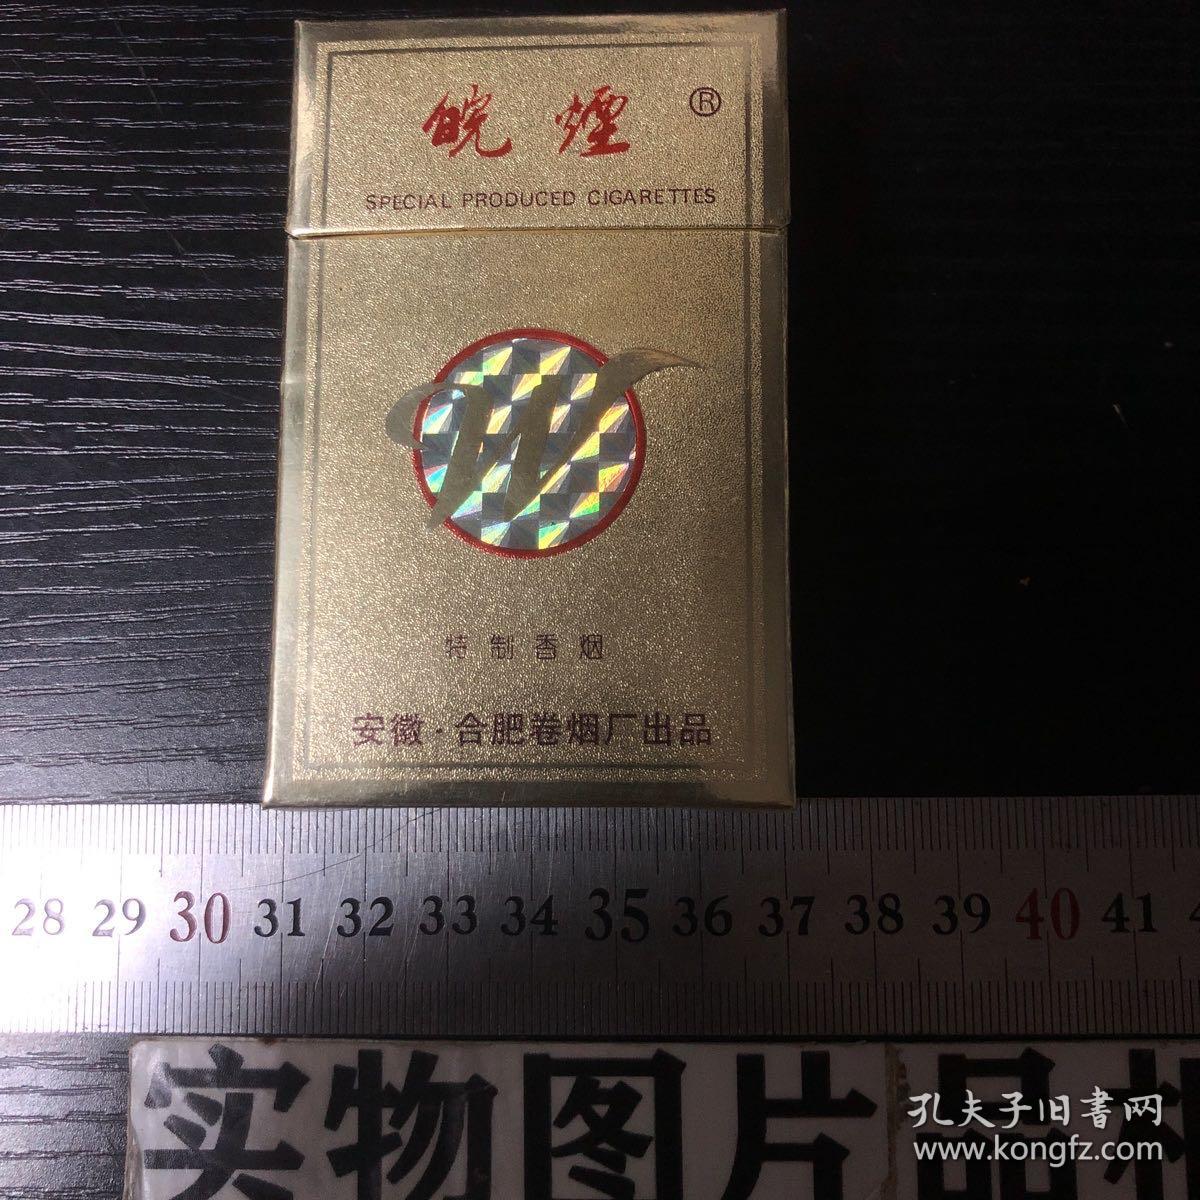 皖煙 ®
SPECIAL PRODUCED CIGARETTES
W
特制香烟
安徽·合肥卷烟厂出品
28 29 30 31 32 33 34 35 36 37 38 39 40 41
实物图片 品相
孔夫子旧書网
www.kongfz.com